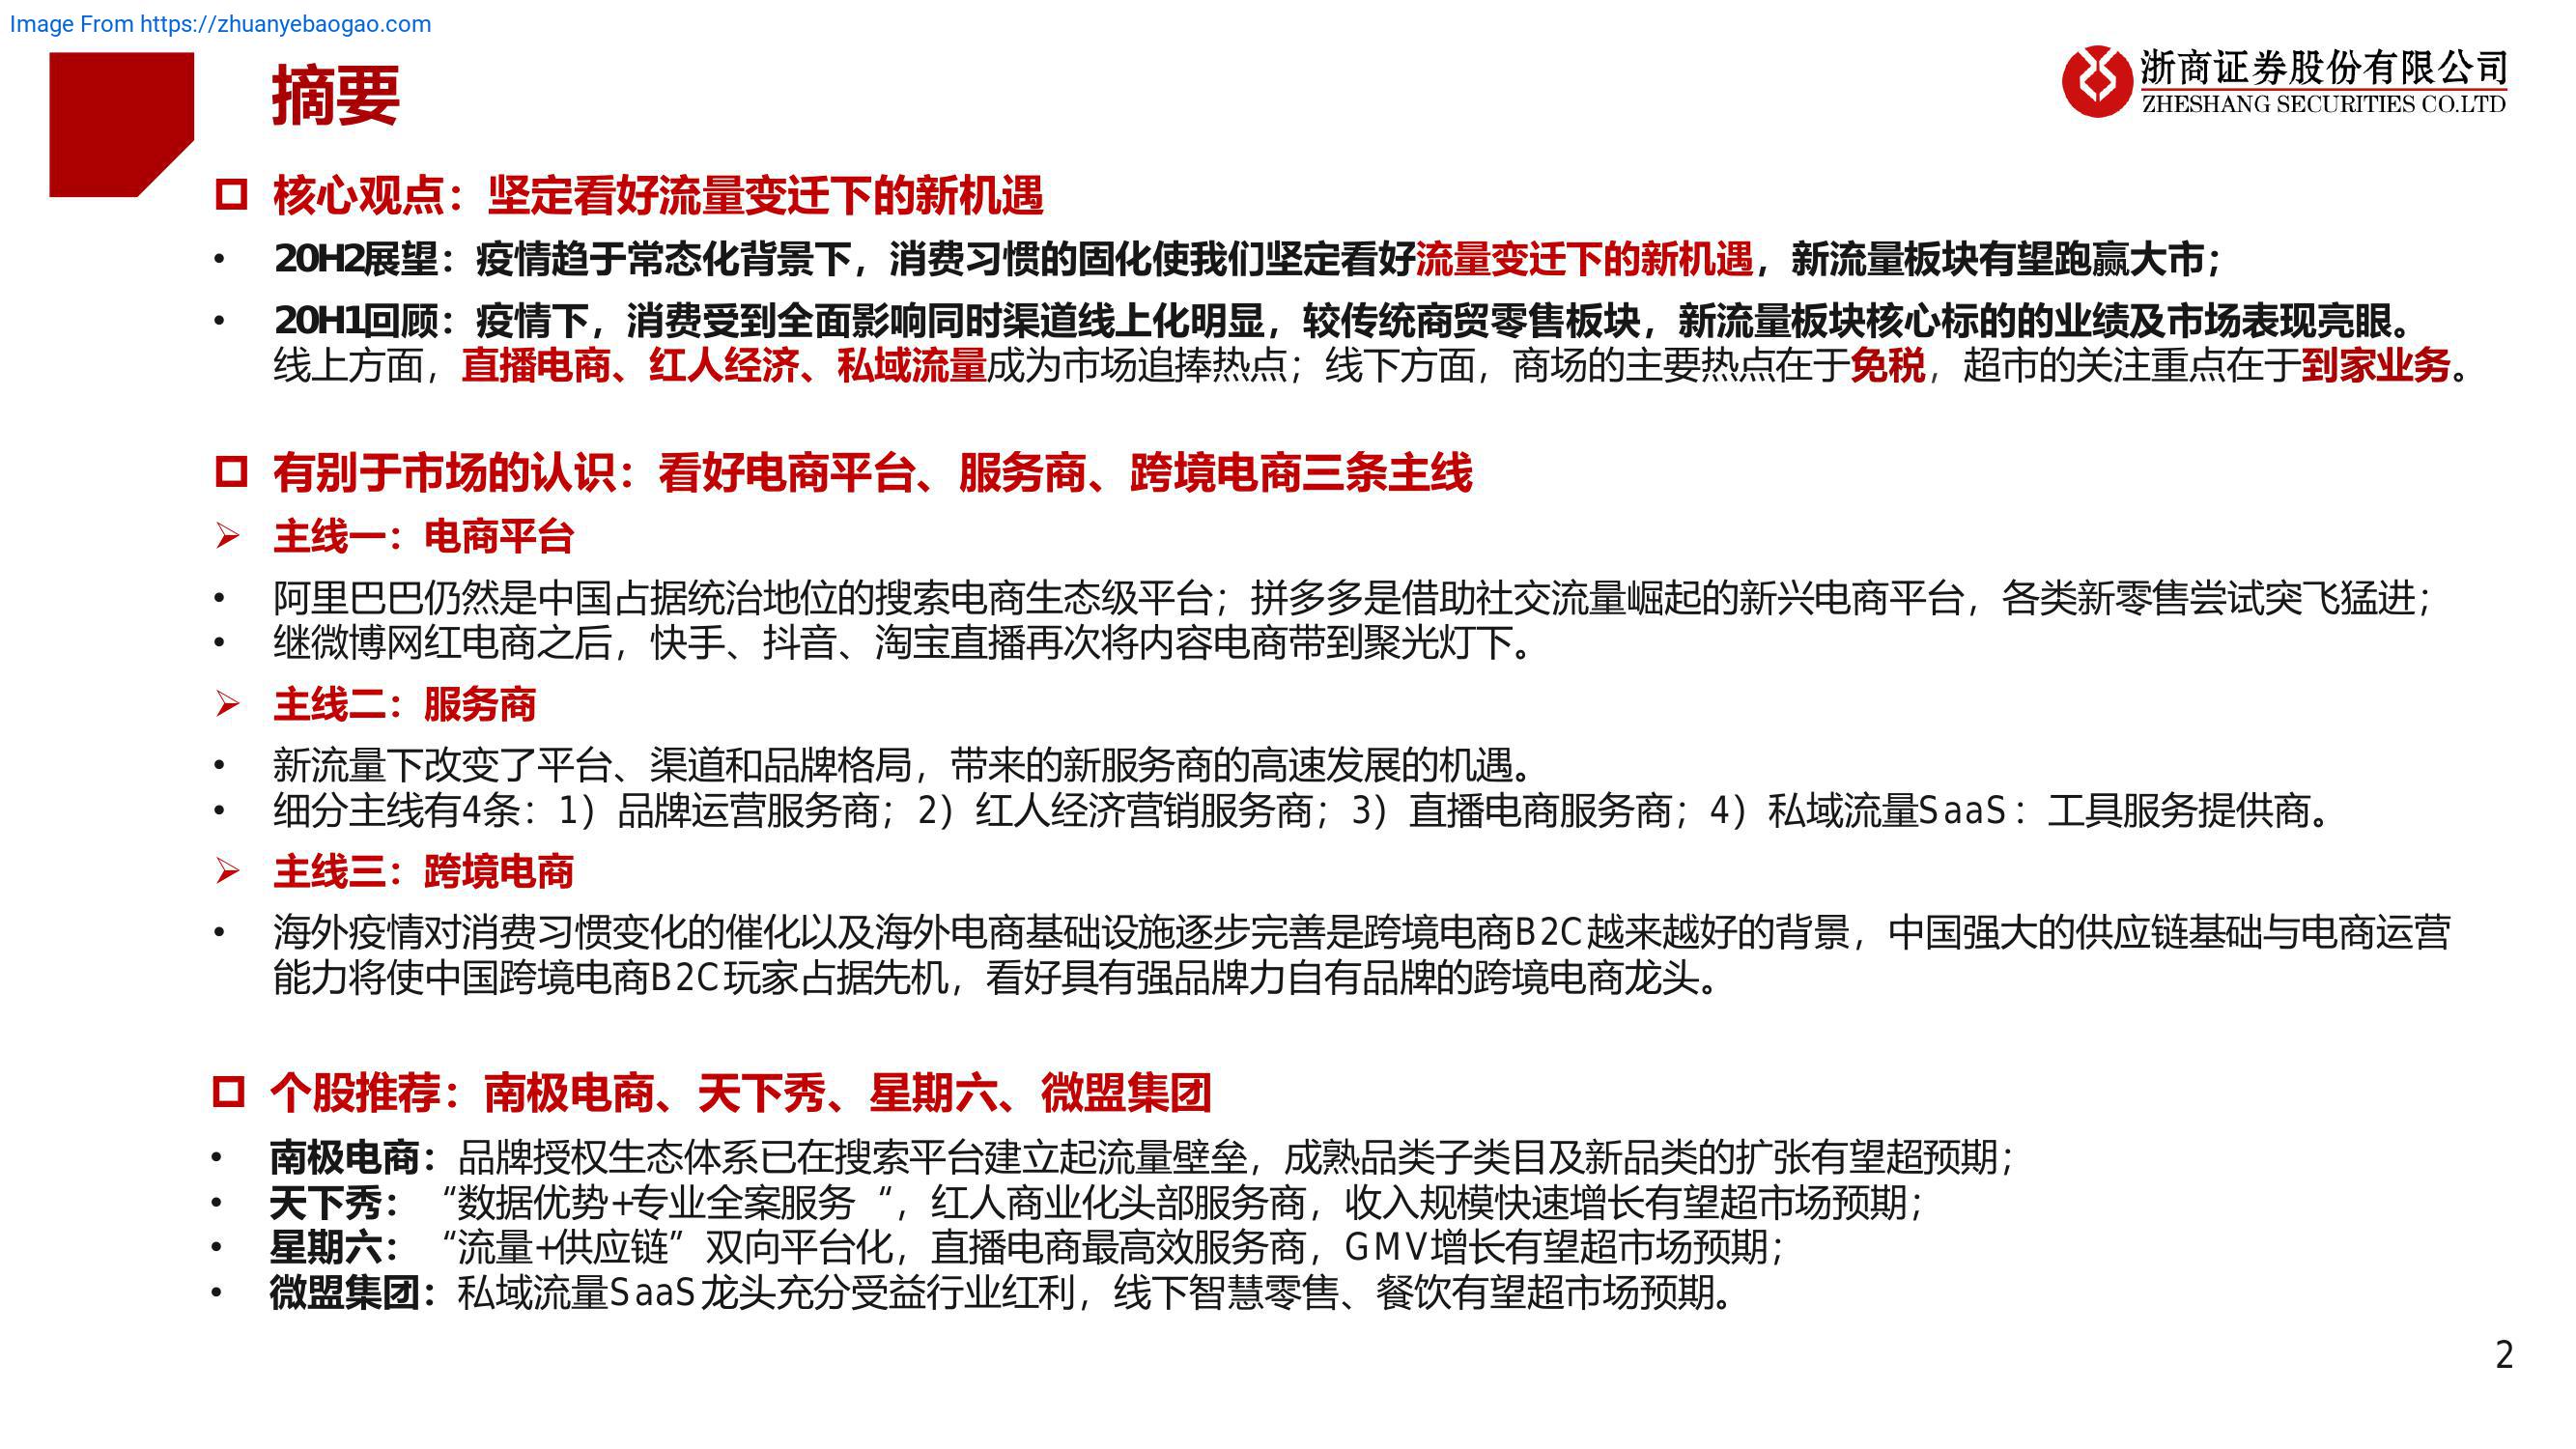 Image From https://zhuanyebaogao.com
摘要
浙商证券股份有限公司
ZHESHANG SECURITIES CO.LTD
核心观点：坚定看好流量变迁下的新机遇
• 20H2展望：疫情趋于常态化背景下，消费习惯的固化使我们坚定看好流量变迁下的新机遇，新流量板块有望跑赢大市；
• 20H1回顾：疫情下，消费受到全面影响同时渠道线上化明显，较传统商贸零售板块，新流量板块核心标的的业绩及市场表现亮眼。
线上方面，直播电商、红人经济、私域流量成为市场追捧热点；线下方面，商场的主要热点在于免税，超市的关注重点在于到家业务。
有别于市场的认识：看好电商平台、服务商、跨境电商三条主线
主线一：电商平台
• 阿里巴巴仍然是中国占据统治地位的搜索电商生态级平台；拼多多是借助社交流量崛起的新兴电商平台，各类新零售尝试突飞猛进；
• 继微博网红电商之后，快手、抖音、淘宝直播再次将内容电商带到聚光灯下。
主线二：服务商
• 新流量下改变了平台、渠道和品牌格局，带来的新服务商的高速发展的机遇。
• 细分主线有4条：1）品牌运营服务商；2）红人经济营销服务商；3）直播电商服务商；4）私域流量SaaS：工具服务提供商。
主线三：跨境电商
• 海外疫情对消费习惯变化的催化以及海外电商基础设施逐步完善是跨境电商B2C越来越好的背景，中国强大的供应链基础与电商运营
能力将使中国跨境电商B2C玩家占据先机，看好具有强品牌力自有品牌的跨境电商龙头。
个股推荐：南极电商、天下秀、星期六、微盟集团
• 南极电商：品牌授权生态体系已在搜索平台建立起流量壁垒，成熟品类子类目及新品类的扩张有望超预期；
• 天下秀：“数据优势+专业全案服务“，红人商业化头部服务商，收入规模快速增长有望超市场预期；
• 星期六：“流量+供应链”双向平台化，直播电商最高效服务商，GMV增长有望超市场预期；
• 微盟集团：私域流量SaaS龙头充分受益行业红利，线下智慧零售、餐饮有望超市场预期。
2